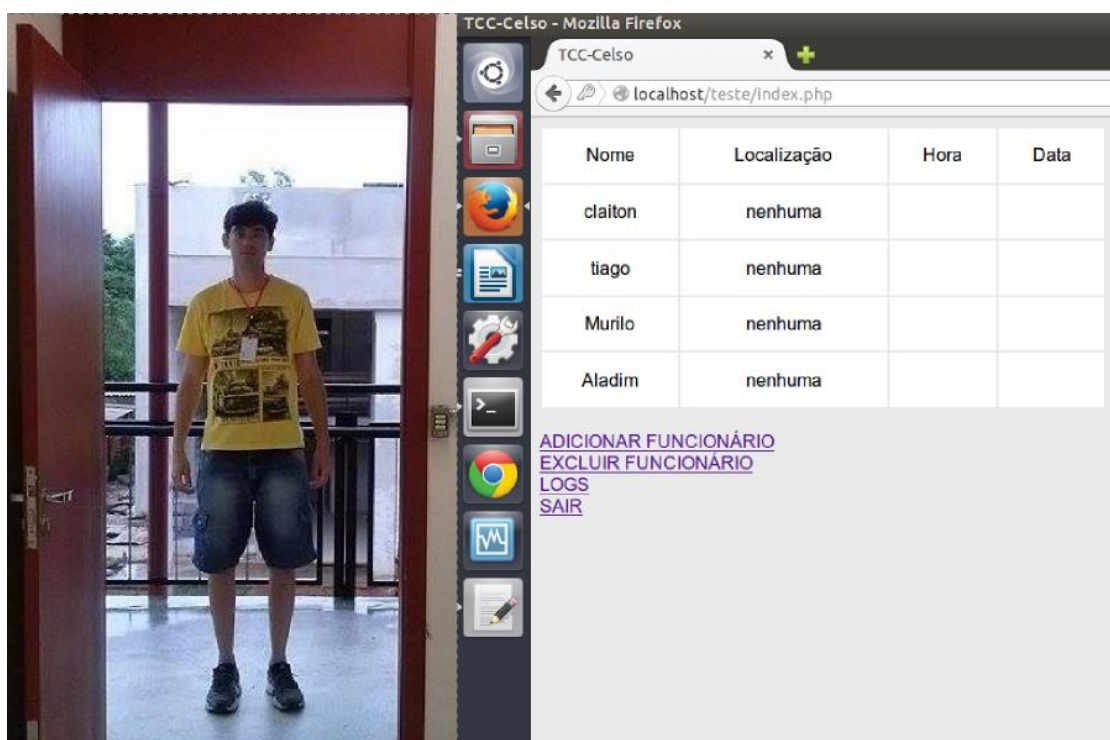 TCC-Celso - Mozilla Firefox
TCC-Celso
localhost/teste/index.php
Nome Localização Hora Data
claiton nenhuma
tiago nenhuma
Murilo nenhuma
Aladim nenhuma
ADICIONAR FUNCIONÁRIO
EXCLUIR FUNCIONÁRIO
LOGS
SAIR